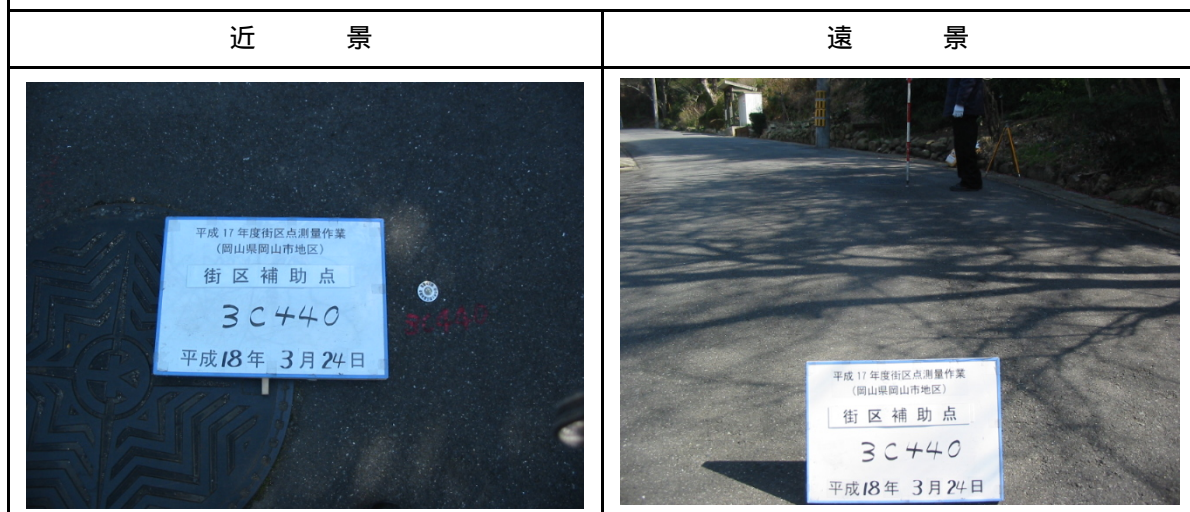 近 景
遠 景
平成17年度街区点測量作業
(岡山県岡山市地区)
街区補助点
3C440
平成18年 3月24日
3C440
平成17年度街区点測量作業
(岡山県岡山市地区)
街区補助点
3C440
平成18年 3月24日